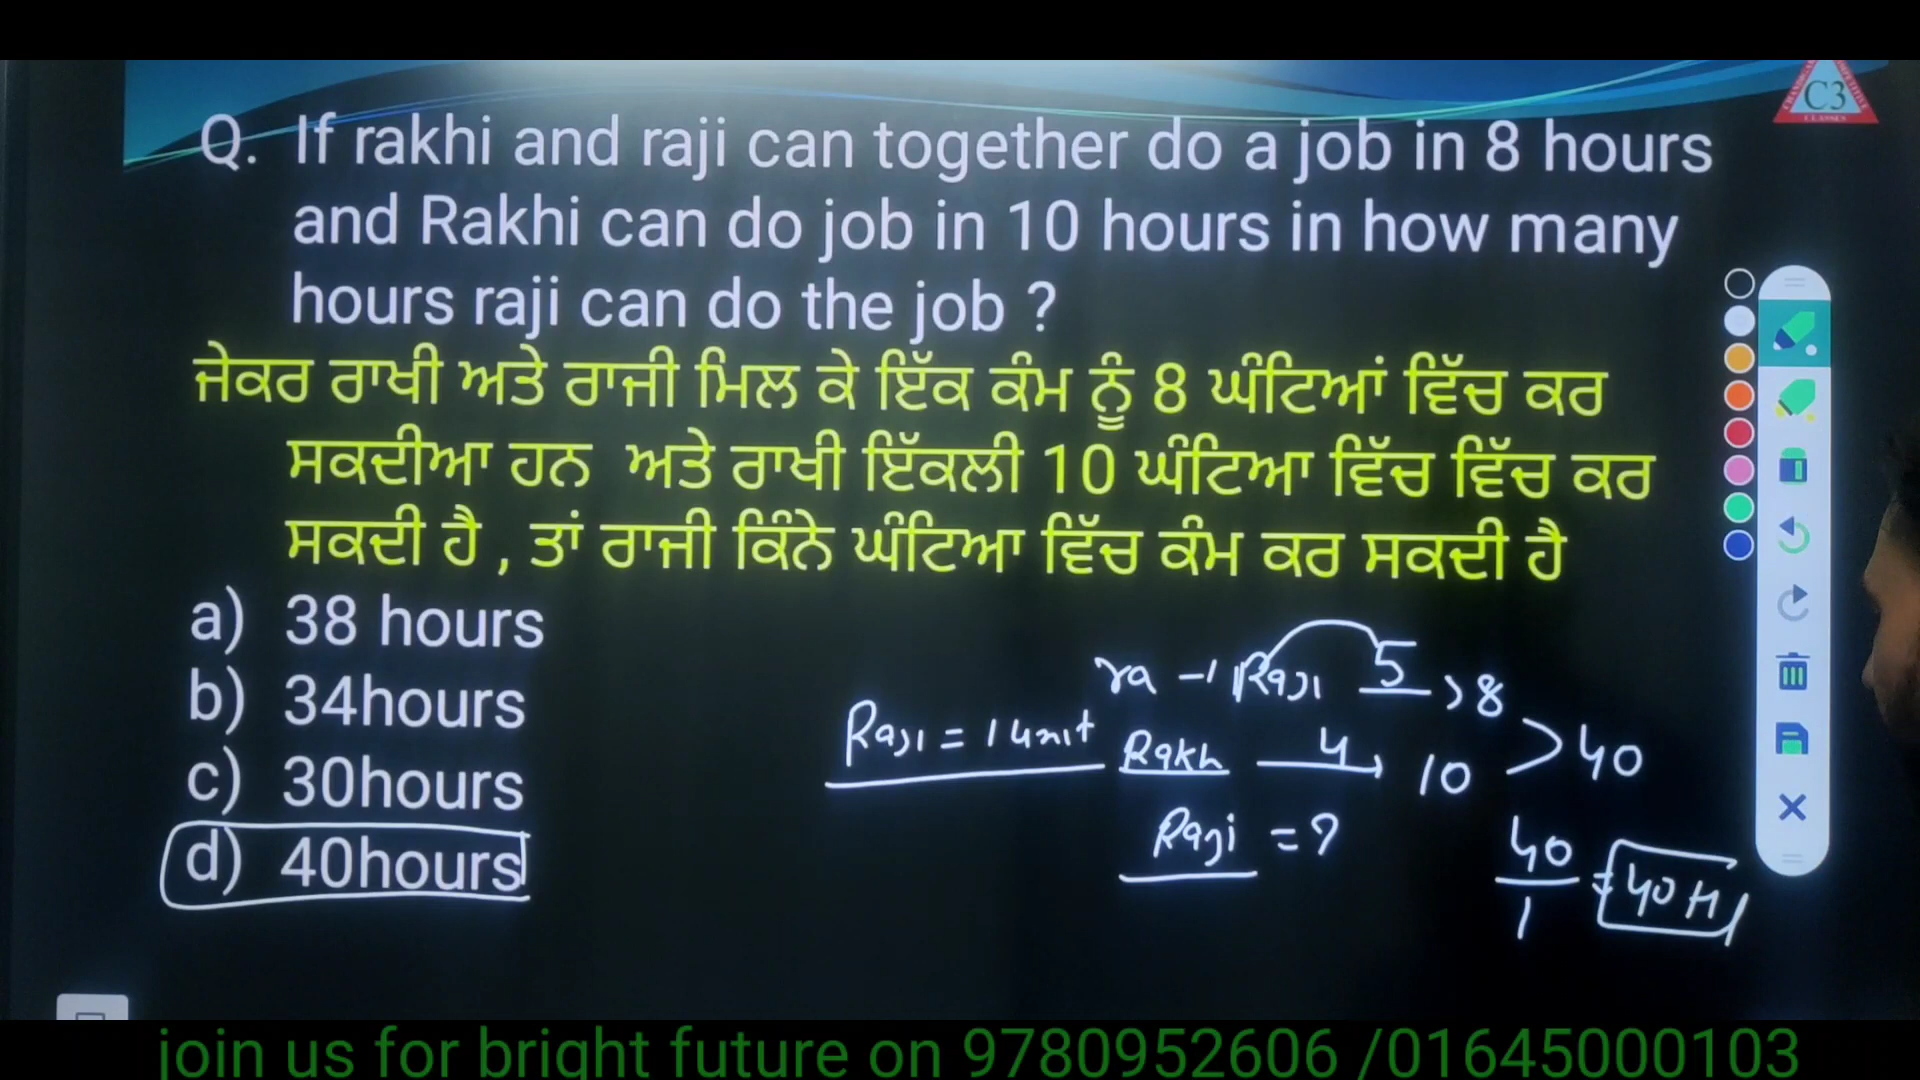 C3
CLASSES
Q. If rakhi and raji can together do a job in 8 hours
and Rakhi can do job in 10 hours in how many
hours raji can do the job ?
ਜੇਕਰ ਰਾਖੀ ਅਤੇ ਰਾਜੀ ਮਿਲ ਕੇ ਇੱਕ ਕੰਮ ਨੂੰ 8 ਘੰਟਿਆਂ ਵਿੱਚ ਕਰ
ਸਕਦੀਆ ਹਨ ਅਤੇ ਰਾਖੀ ਇੱਕਲੀ 10 ਘੰਟਿਆ ਵਿੱਚ ਵਿੱਚ ਕਰ
ਸਕਦੀ ਹੈ , ਤਾਂ ਰਾਜੀ ਕਿੰਨੇ ਘੰਟਿਆ ਵਿੱਚ ਕੰਮ ਕਰ ਸਕਦੀ ਹੈ
a) 38 hours
b) 34hours
c) 30hours
d) 40hours
ra - Raji 5 8
Raji = 1 unit Rakh 4 10 > 40
Raji = ?
40
1
= 40 H
join us for bright future on 9780952606 /01645000103